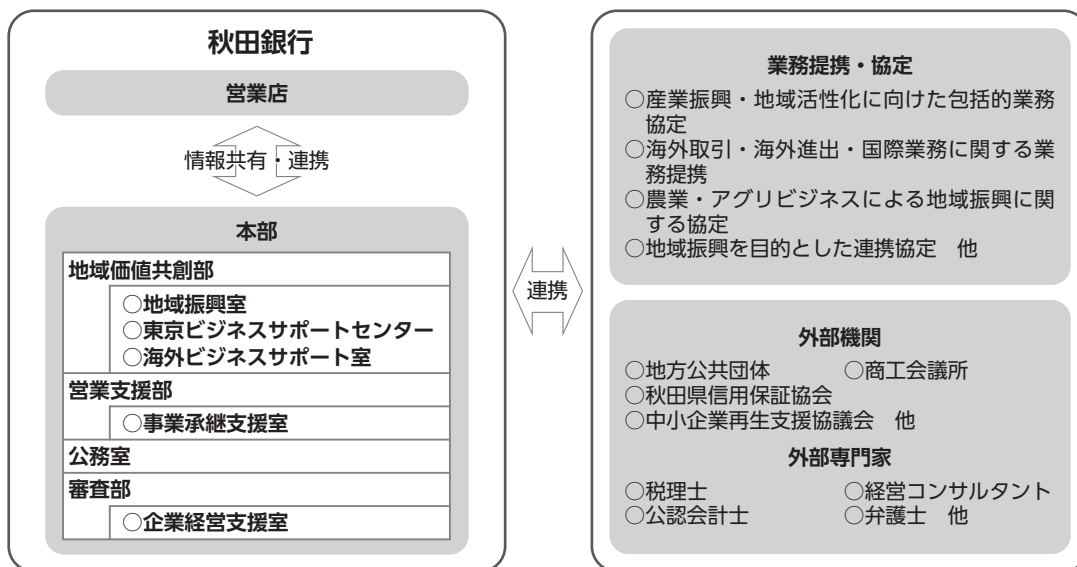 秋田銀行
営業店
情報共有・連携
本部
地域価値共創部
○地域振興室
○東京ビジネスサポートセンター
○海外ビジネスサポート室
営業支援部
○事業承継支援室
公務室
審査部
○企業経営支援室
連携
業務提携・協定
○産業振興・地域活性化に向けた包括的業務
協定
○海外取引・海外進出・国際業務に関する業
務提携
○農業・アグリビジネスによる地域振興に関
する協定
○地域振興を目的とした連携協定　他
外部機関
○地方公共団体　○商工会議所
○秋田県信用保証協会
○中小企業再生支援協議会　他
外部専門家
○税理士　○経営コンサルタント
○公認会計士　○弁護士　他